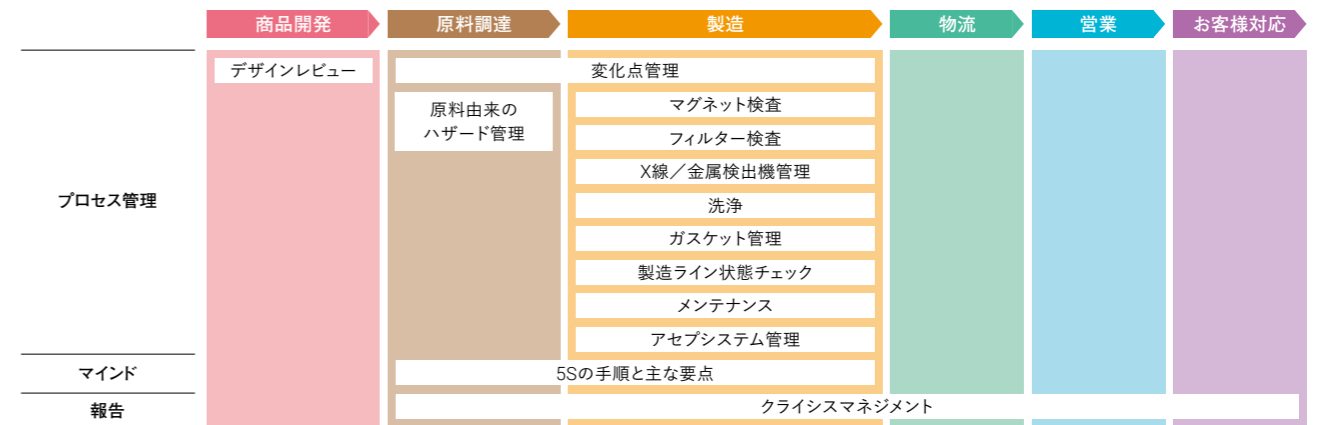 商品開発
原料調達
製造
物流
営業
お客様対応
プロセス管理
デザインレビュー
変化点管理
原料由来の
ハザード管理
マグネット検査
フィルター検査
X線／金属検出機管理
洗浄
ガスケット管理
製造ライン状態チェック
メンテナンス
アセプシステム管理
マインド
5Sの手順と主な要点
報告
クライシスマネジメント